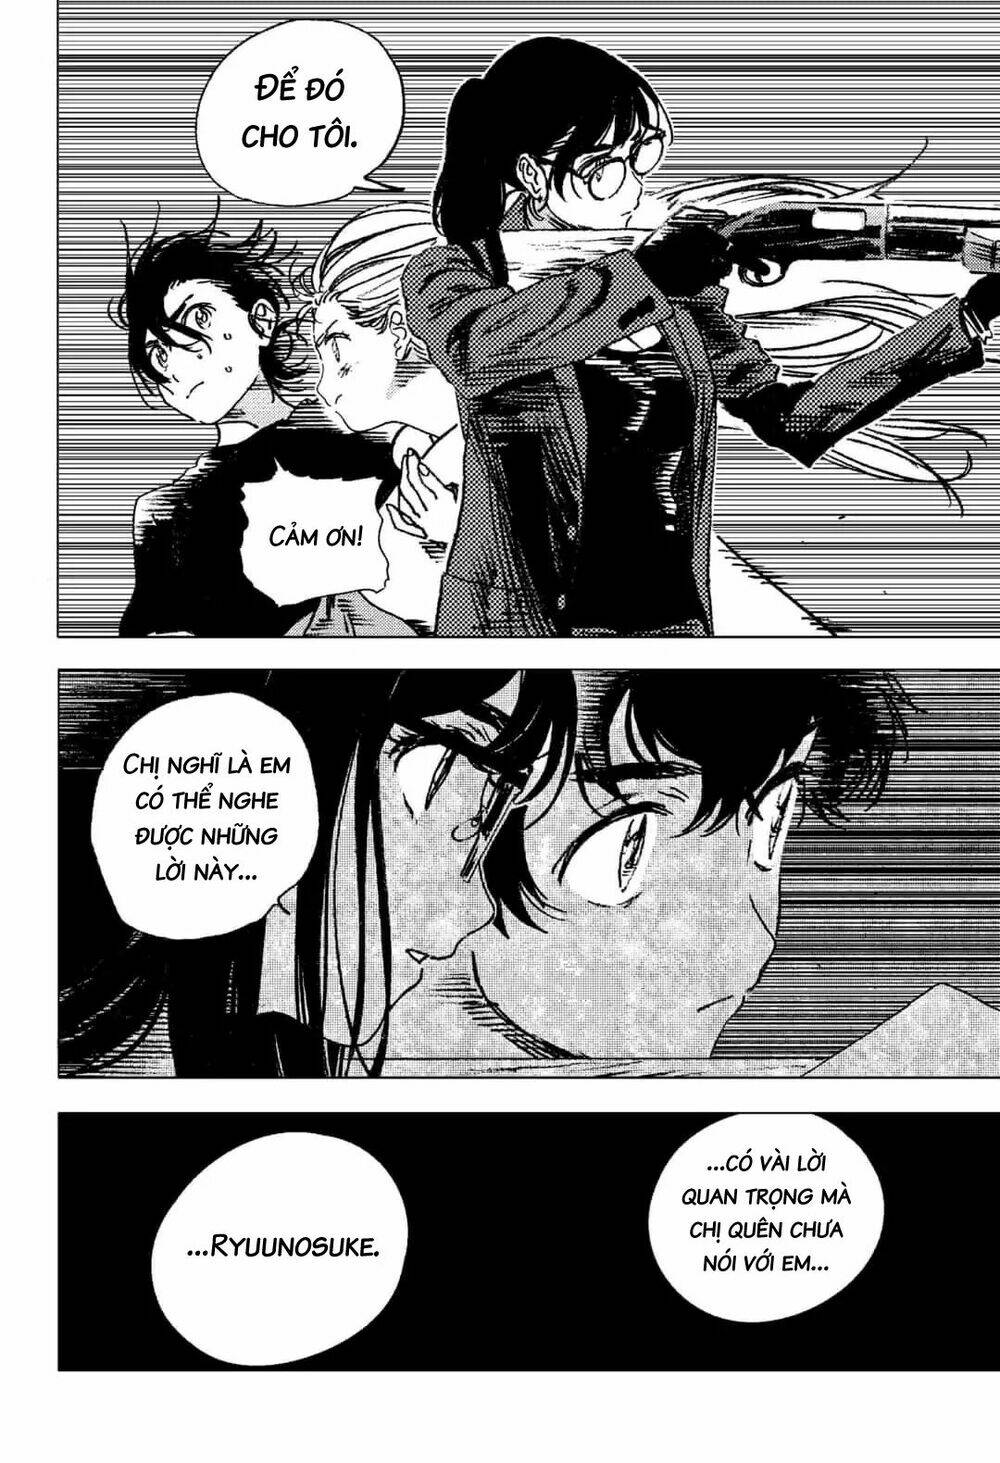 ĐỂ ĐÓ
CHO TÔI.
CẢM ƠN!
CHỊ NGHĨ LÀ EM
CÓ THỂ NGHE
ĐƯỢC NHỮNG
LỜI NÀY...
...CÓ VÀI LỜI
QUAN TRỌNG MÀ
CHỊ QUÊN CHƯA
NÓI VỚI EM...
...RYUUNOSUKE.